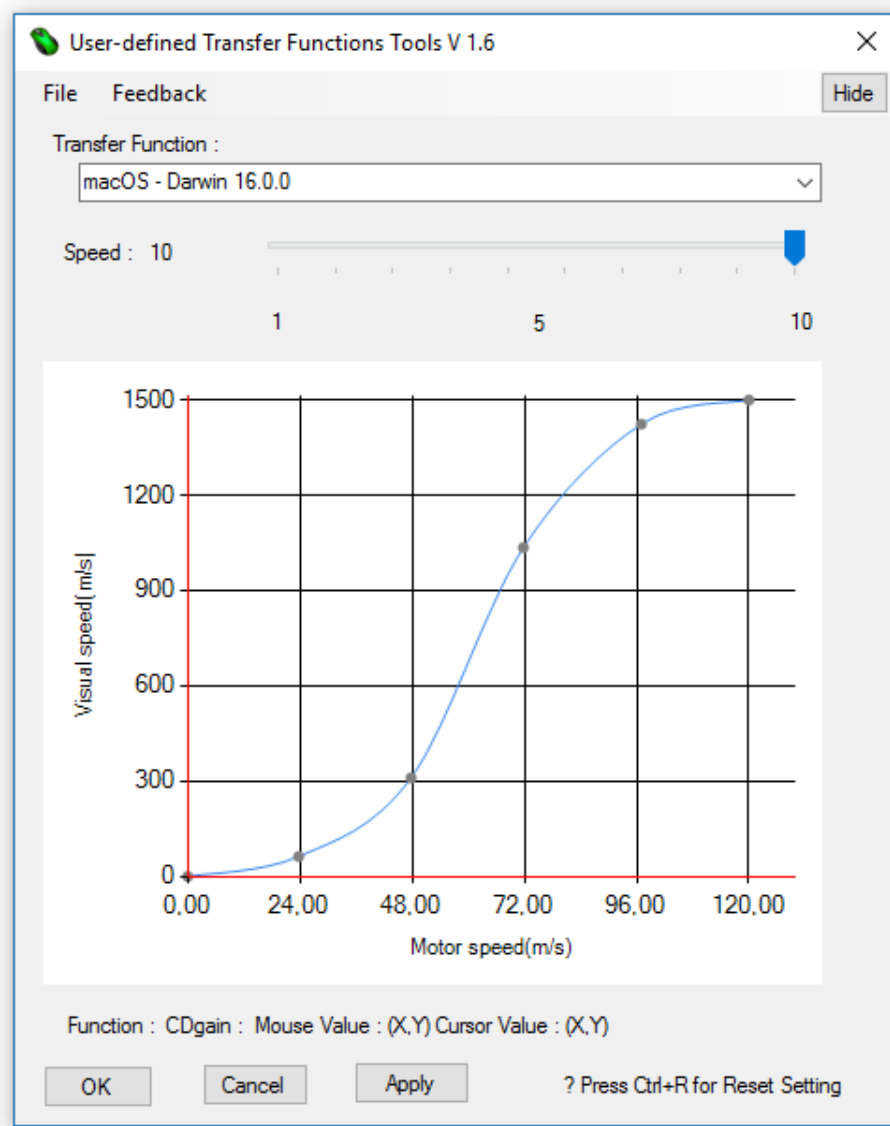 User-defined Transfer Functions Tools V 1.6
File Feedback Hide
Transfer Function :
macOS - Darwin 16.0.0
Speed : 10
1 5 10
1500
1200
900
600
300
0
Visual speed( m/s)
0,00 24,00 48,00 72,00 96,00 120,00
Motor speed(m/s)
Function : CDgain : Mouse Value : (X,Y) Cursor Value : (X,Y)
OK Cancel Apply ? Press Ctrl+R for Reset Setting